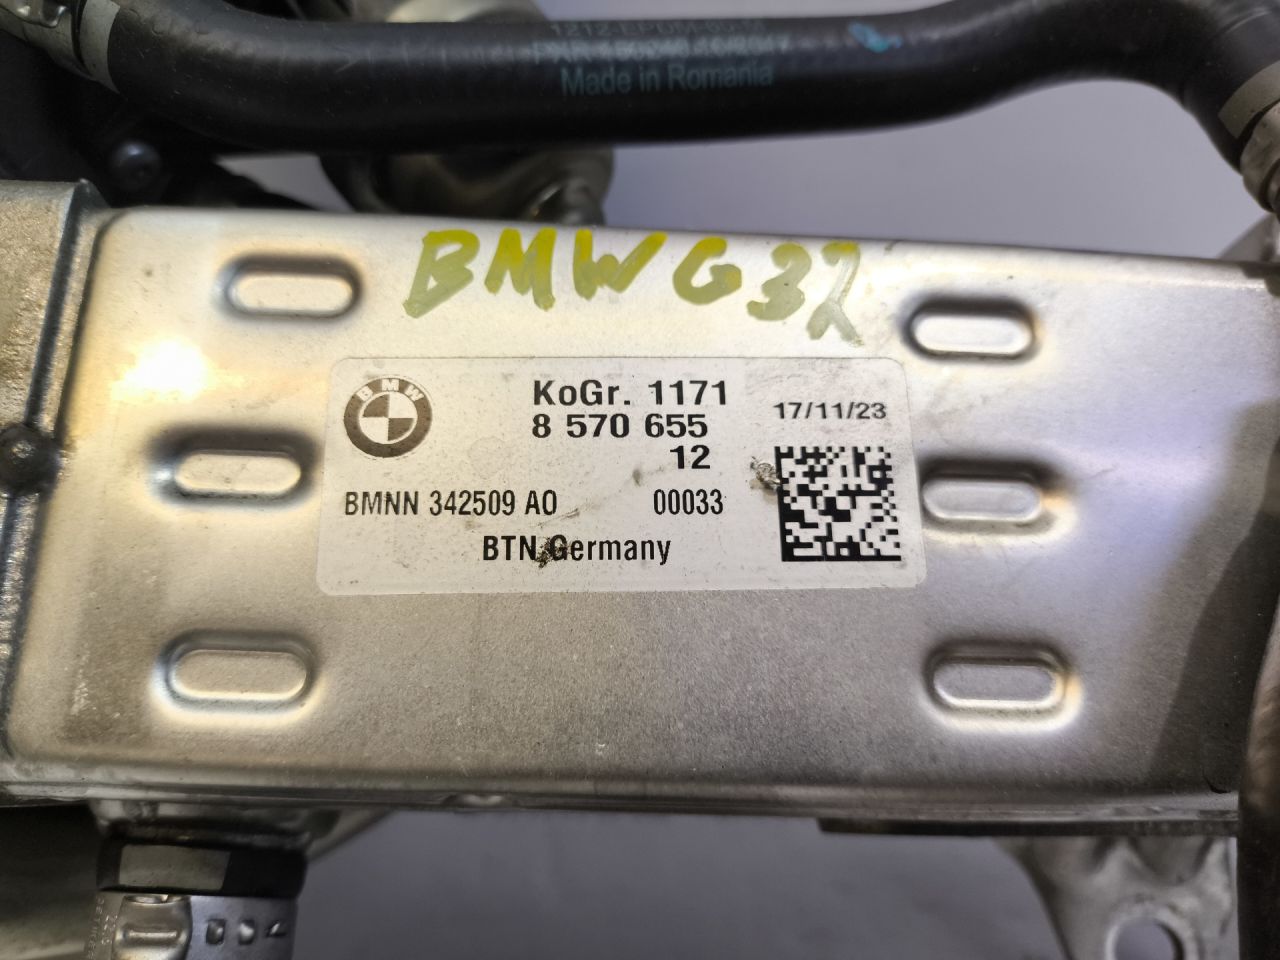 Made in Romania
BMW G32
BMW
KoGr. 1171
8 570 655
12
17/11/23
BMNN 342509 A0
00033
BTN Germany